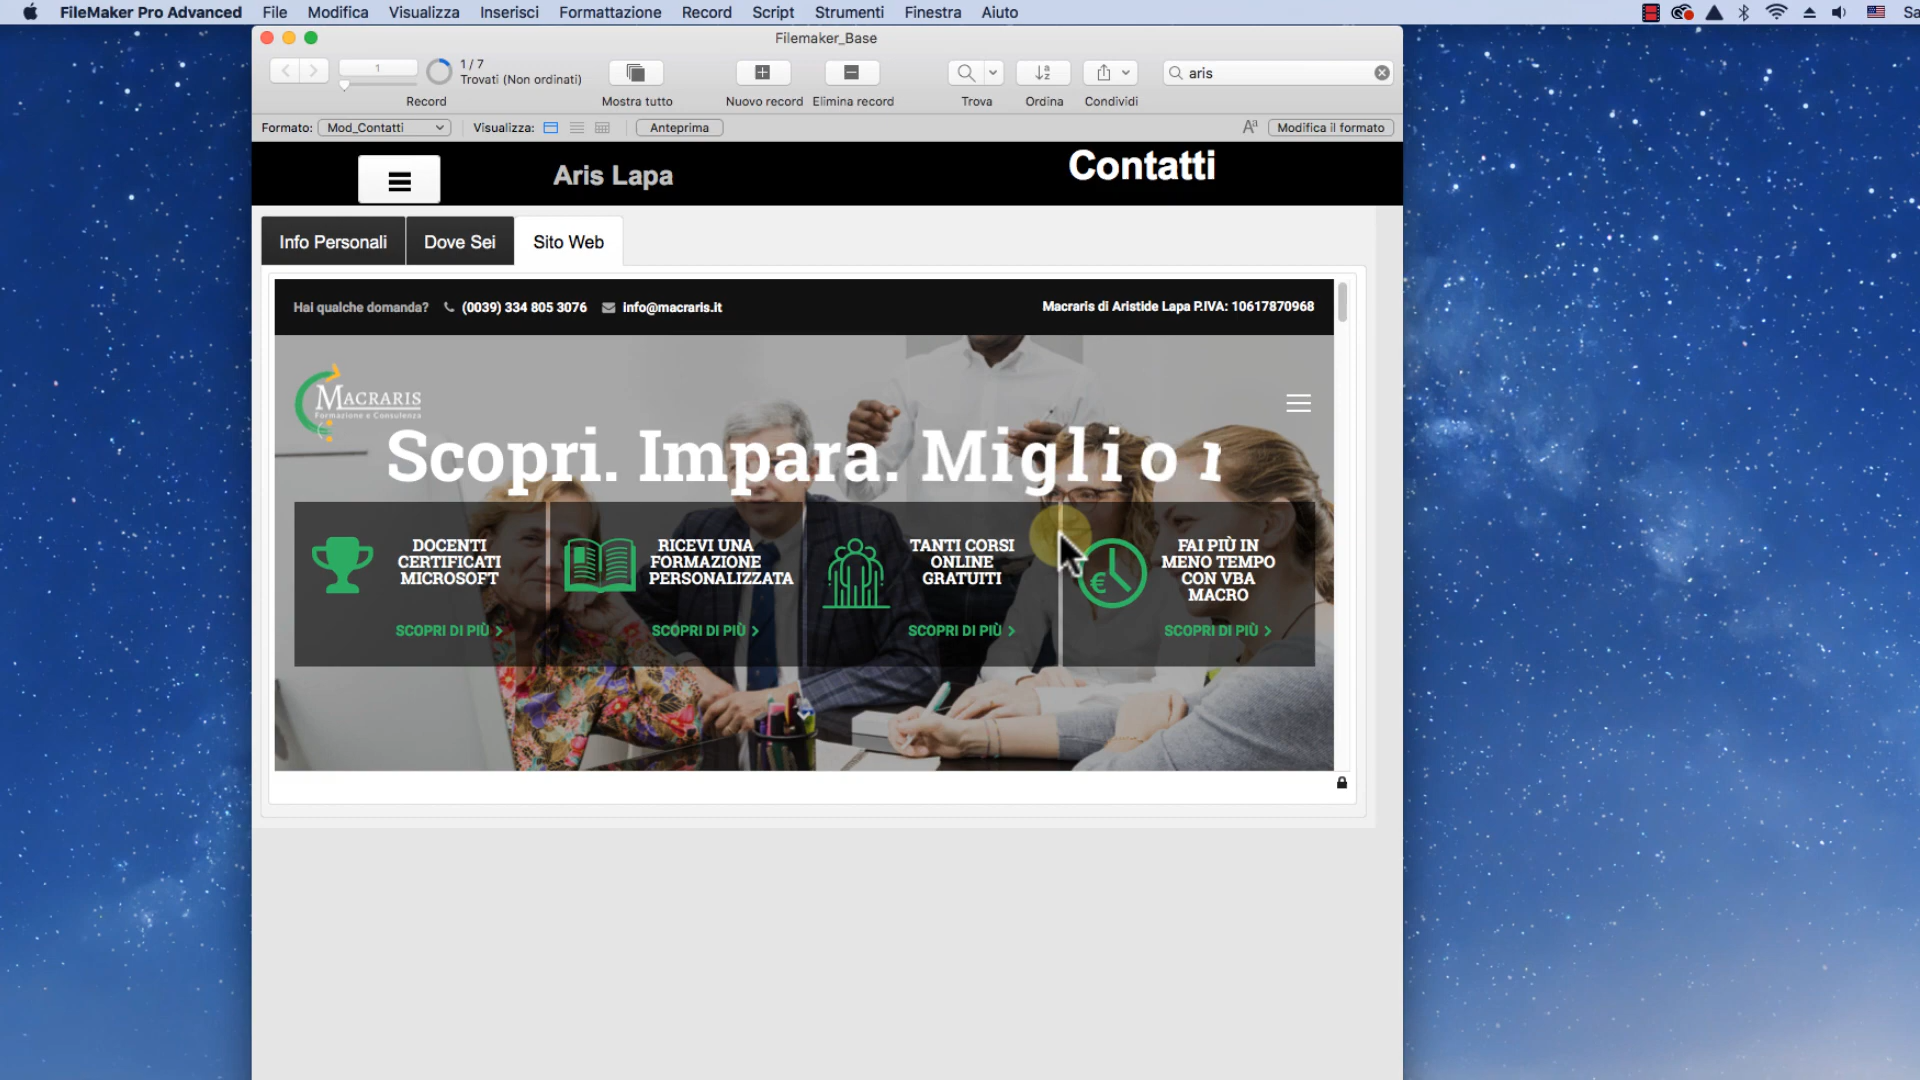 FileMaker Pro Advanced File Modifica Visualizza Inserisci Formattazione Record Script Strumenti Finestra Aiuto
Filemaker_Base
1
1 / 7
Trovati (Non ordinati)
aris
Record Mostra tutto Nuovo record Elimina record Trova Ordina Condividi
Formato: Mod_Contatti Visualizza: Anteprima Modifica il formato
Aris Lapa
Contatti
Info Personali Dove Sei Sito Web
Hai qualche domanda? (0039) 334 805 3076 info@macraris.it Macraris di Aristide Lapa P.IVA: 10617870968
MACRARIS
Formazione e Consulenza
Scopri. Impara. Miglior
DOCENTI
CERTIFICATI
MICROSOFT
SCOPRI DI PIÙ >
RICEVI UNA
FORMAZIONE
PERSONALIZZATA
SCOPRI DI PIÙ >
TANTI CORSI
ONLINE
GRATUITI
SCOPRI DI PIÙ >
FAI PIÙ IN
MENO TEMPO
CON VBA
MACRO
SCOPRI DI PIÙ >